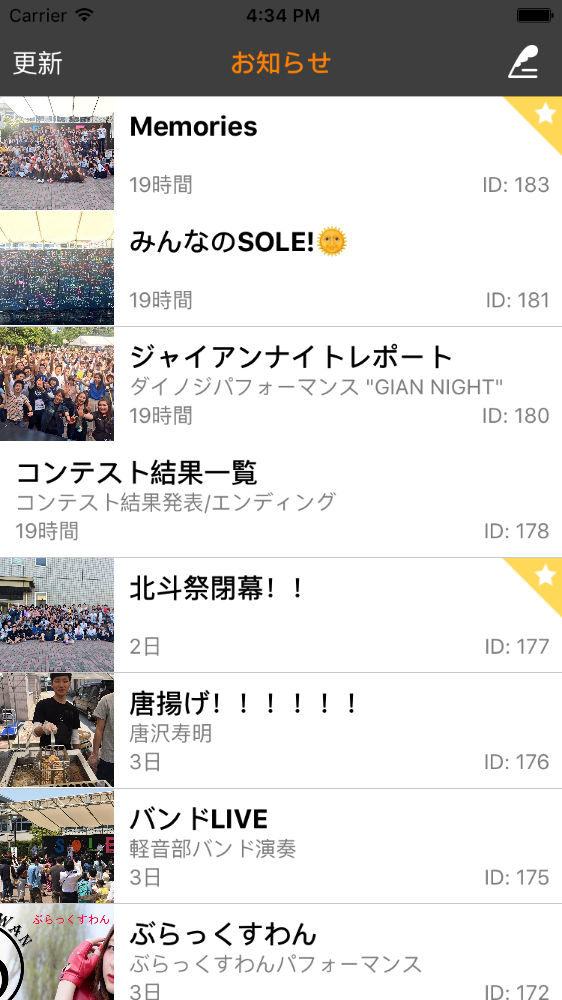 Carrier 4:34 PM
更新 お知らせ
Memories
19時間 ID: 183
みんなのSOLE!🌞
19時間 ID: 181
ジャイアンナイトレポート
ダイノジパフォーマンス "GIAN NIGHT"
19時間 ID: 180
コンテスト結果一覧
コンテスト結果発表/エンディング
19時間 ID: 178
北斗祭閉幕！！
2日 ID: 177
唐揚げ！！！！！！
唐沢寿明
3日 ID: 176
SOLE
バンドLIVE
軽音部バンド演奏
3日 ID: 175
WAN
ぶらっくすわん
ぶらっくすわん
ぶらっくすわんパフォーマンス
3日 ID: 172